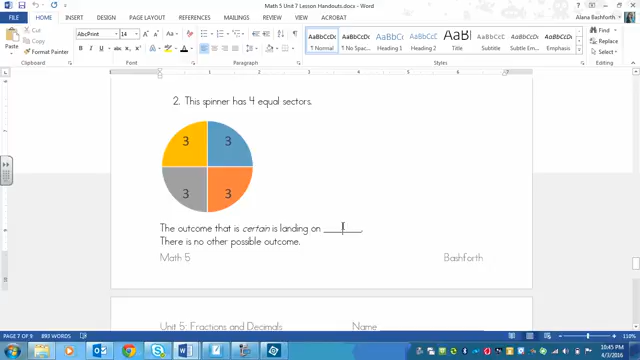 Math 5 Unit 7 Lesson Handouts.docx - Word
FILE HOME INSERT DESIGN PAGE LAYOUT REFERENCES MAILINGS REVIEW VIEW ACROBAT
Alana Bashforth
Paste
Cut
Copy
Format Painter
Clipboard
ABCPrint
14
Font
Paragraph
AaBbCcDc AaBbCcDc AaBbC AaBbCc AaBl AaBbCcC AaBbCcDc AaBbCcDc
¶ Normal ¶ No Spac... Heading 1 Heading 2 Title Subtitle Subtle Em... Emphasis
Styles
Find
Replace
Select
Editing
2. This spinner has 4 equal sectors.
3 3
3 3
The outcome that is certain is landing on ______.
There is no other possible outcome.
Math 5 Bashforth
Unit 5: Fractions and Decimals Name
PAGE 7 OF 9 893 WORDS
110%
10:45 PM
4/3/2016